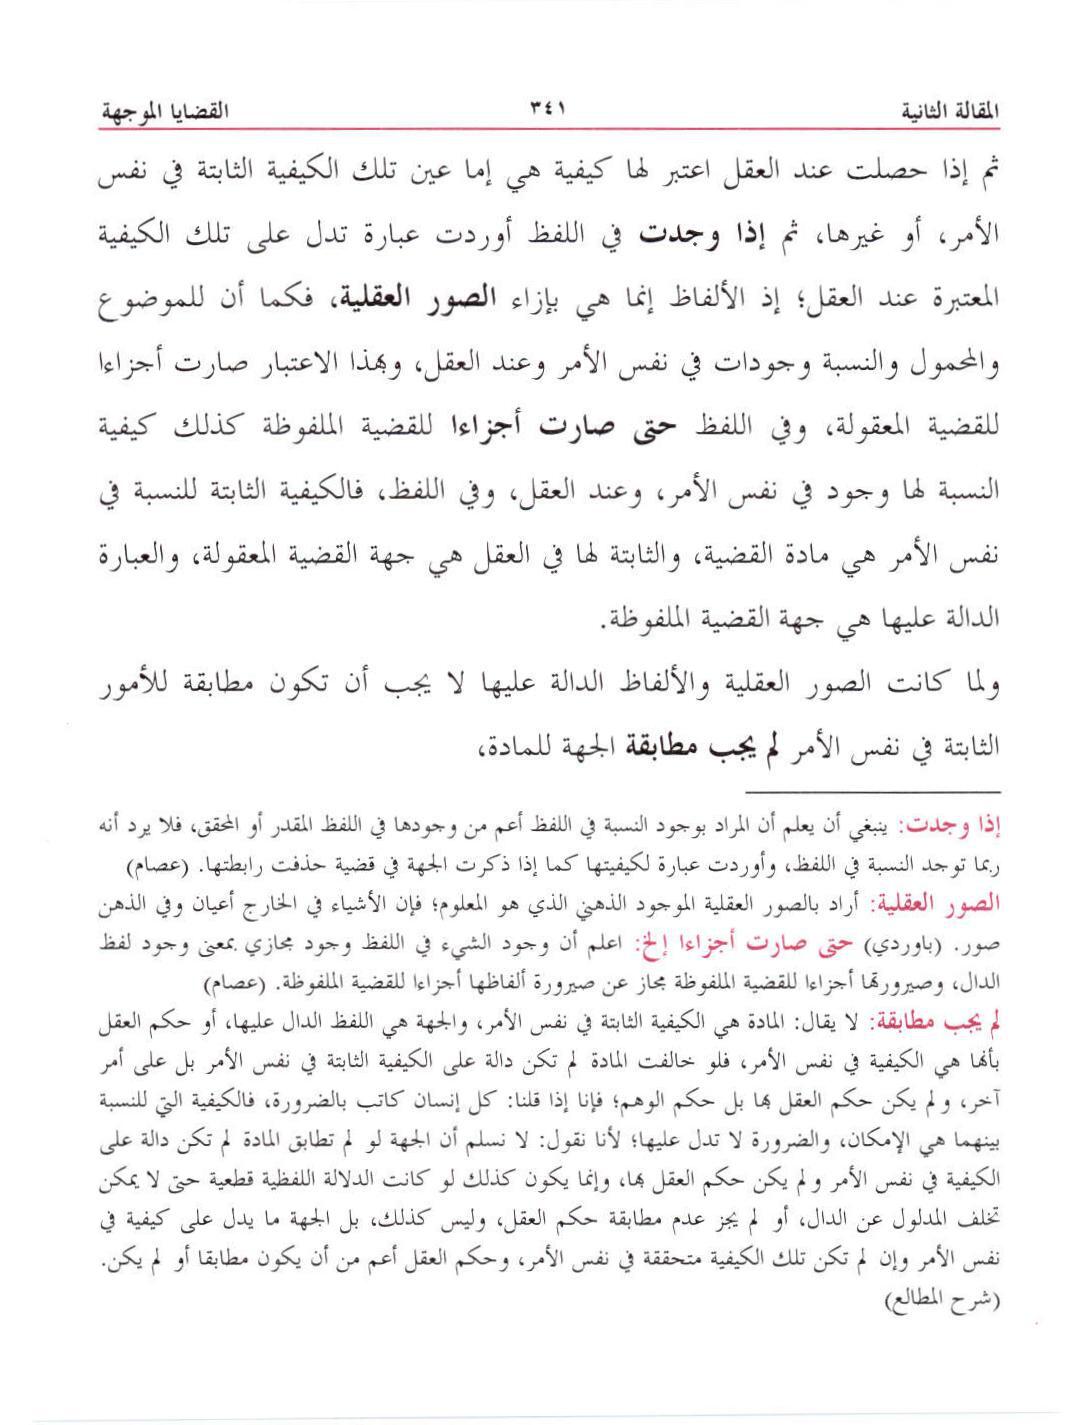 المقالة الثانية ٣٤١ القضايا الموجهة
ثم إذا حصلت عند العقل اعتبر لها كيفية هي إما عين تلك الكيفية الثابتة في نفس
الأمر، أو غيرها، ثم إذا وجدت في اللفظ أوردت عبارة تدل على تلك الكيفية
المعتبرة عند العقل؛ إذ الألفاظ إنما هي بإزاء الصور العقلية، فكما أن للموضوع
والمحمول والنسبة وجودات في نفس الأمر وعند العقل، وبهذا الاعتبار صارت أجزاءا
للقضية المعقولة، وفي اللفظ حتى صارت أجزاءا للقضية الملفوظة كذلك كيفية
النسبة لها وجود في نفس الأمر، وعند العقل، وفي اللفظ، فالكيفية الثابتة للنسبة في
نفس الأمر هي مادة القضية، والثابتة لها في العقل هي جهة القضية المعقولة، والعبارة
الدالة عليها هي جهة القضية الملفوظة.
ولما كانت الصور العقلية والألفاظ الدالة عليها لا يجب أن تكون مطابقة للأمور
الثابتة في نفس الأمر لم يجب مطابقة الجهة للمادة،
إذا وجدت: ينبغي أن يعلم أن المراد بوجود النسبة في اللفظ أعم من وجودها في اللفظ المقدر أو المحقق، فلا يرد أنه
ربما توجد النسبة في اللفظ، وأوردت عبارة لكيفيتها كما إذا ذكرت الجهة في قضية حذفت رابطتها. (عصام)
الصور العقلية: أراد بالصور العقلية الموجود الذهني الذي هو المعلوم؛ فإن الأشياء في الخارج أعيان وفي الذهن
صور. (باوردي) حتى صارت أجزاءا إلخ: اعلم أن وجود الشيء في اللفظ وجود مجازي بمعنى وجود لفظ
الدال، وصيرورتها أجزاءا للقضية الملفوظة مجاز عن صيرورة ألفاظها أجزاءا للقضية الملفوظة. (عصام)
لم يجب مطابقة: لا يقال: المادة هي الكيفية الثابتة في نفس الأمر، والجهة هي اللفظ الدال عليها، أو حكم العقل
بأنها هي الكيفية في نفس الأمر، فلو خالفت المادة لم تكن دالة على الكيفية الثابتة في نفس الأمر بل على أمر
آخر، ولم يكن حكم العقل بها بل حكم الوهم؛ فإنا إذا قلنا: كل إنسان كاتب بالضرورة، فالكيفية التي للنسبة
بينهما هي الإمكان، والضرورة لا تدل عليها؛ لأنا نقول: لا نسلم أن الجهة لو لم تطابق المادة لم تكن دالة على
الكيفية في نفس الأمر ولم يكن حكم العقل بها، وإنما يكون كذلك لو كانت الدلالة اللفظية قطعية حتى لا يمكن
تخلف المدلول عن الدال، أو لم يجز عدم مطابقة حكم العقل، وليس كذلك، بل الجهة ما يدل على كيفية في
نفس الأمر وإن لم تكن تلك الكيفية متحققة في نفس الأمر، وحكم العقل أعم من أن يكون مطابقا أو لم يكن.
(شرح المطالع)